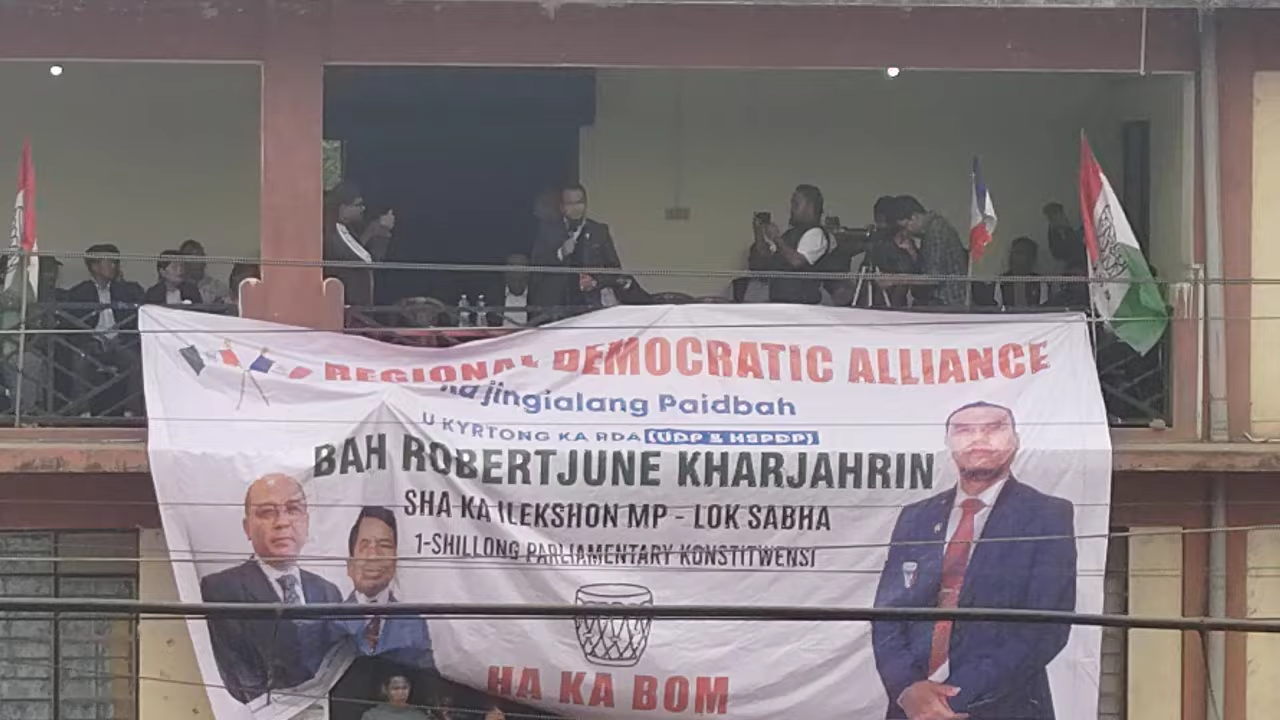 REGIONAL DEMOCRATIC ALLIANCE
jingialang Paidbah
U KYRTONG KA RDA (UDP & HSPDP)
BAH ROBERTJUNE KHARJAHRIN
SHA KA ILEKSHON MP - LOK SABHA
1-SHILLONG PARLIAMENTARY KONSTITWENSI
HA KA BOM